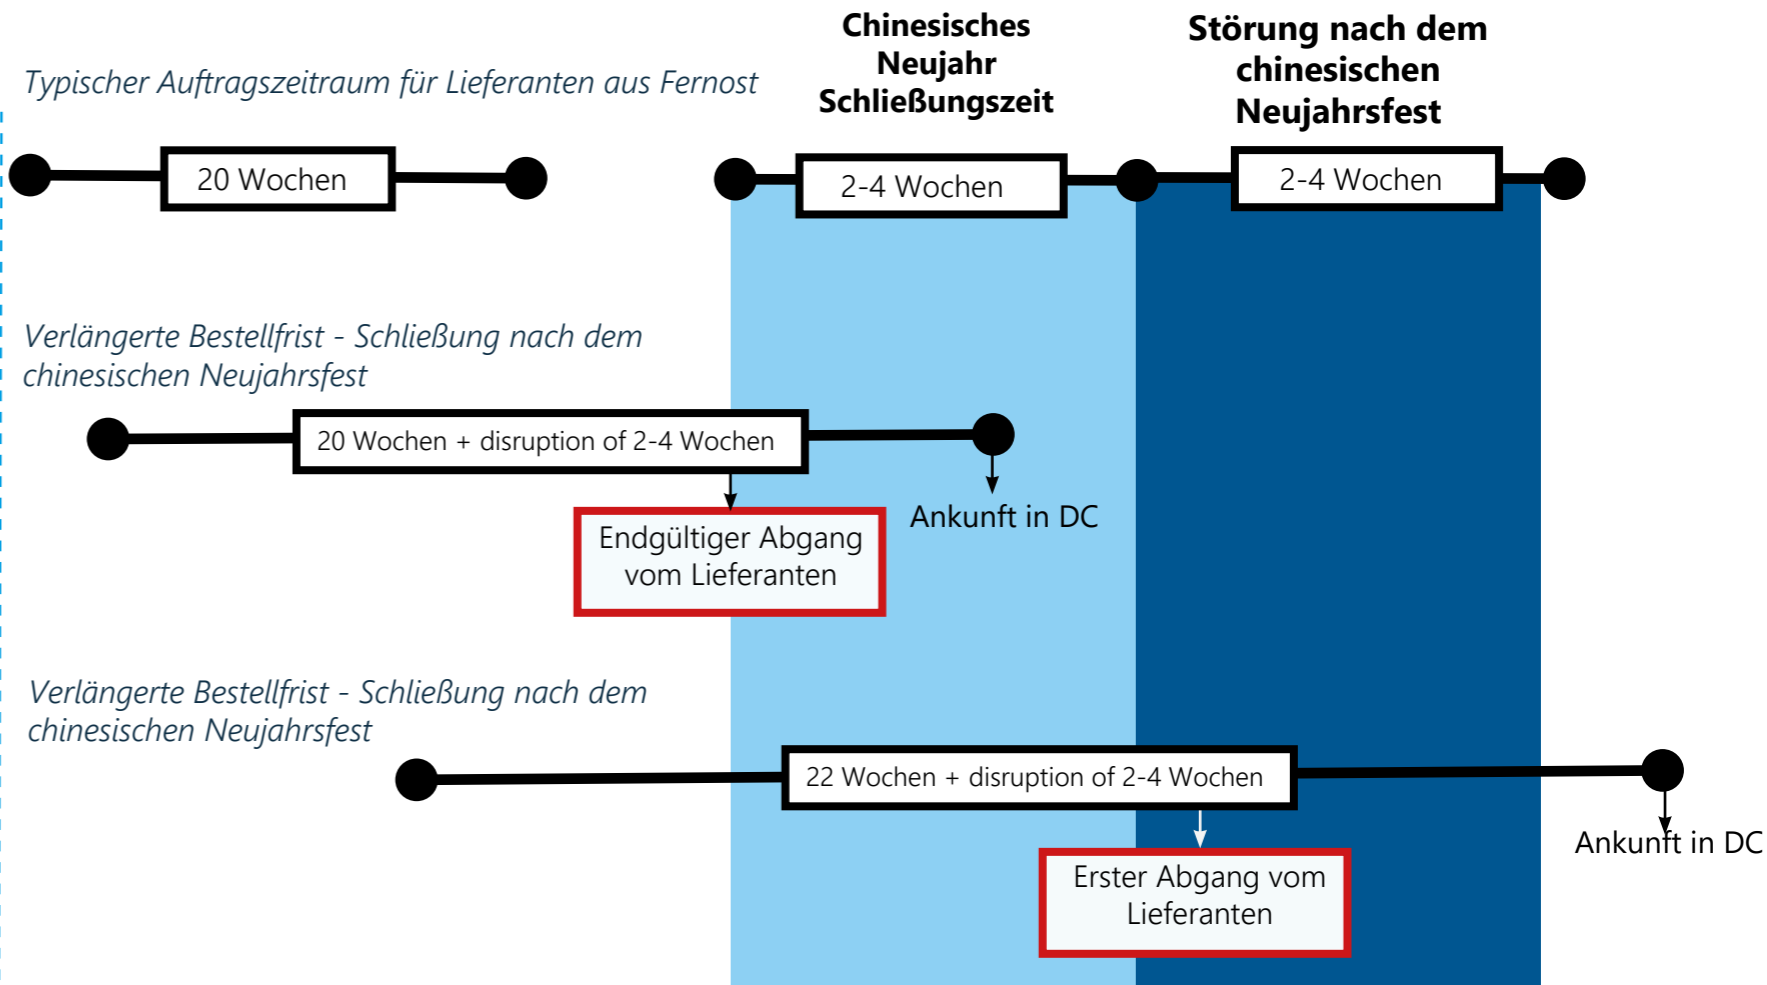 Chinesisches
Neujahr
Schließungszeit
Störung nach dem
chinesischen
Neujahrsfest
Typischer Auftragszeitraum für Lieferanten aus Fernost
20 Wochen
2-4 Wochen
2-4 Wochen
Verlängerte Bestellfrist - Schließung nach dem
chinesischen Neujahrsfest
20 Wochen + disruption of 2-4 Wochen
Endgültiger Abgang
vom Lieferanten
Ankunft in DC
Verlängerte Bestellfrist - Schließung nach dem
chinesischen Neujahrsfest
22 Wochen + disruption of 2-4 Wochen
Erster Abgang vom
Lieferanten
Ankunft in DC